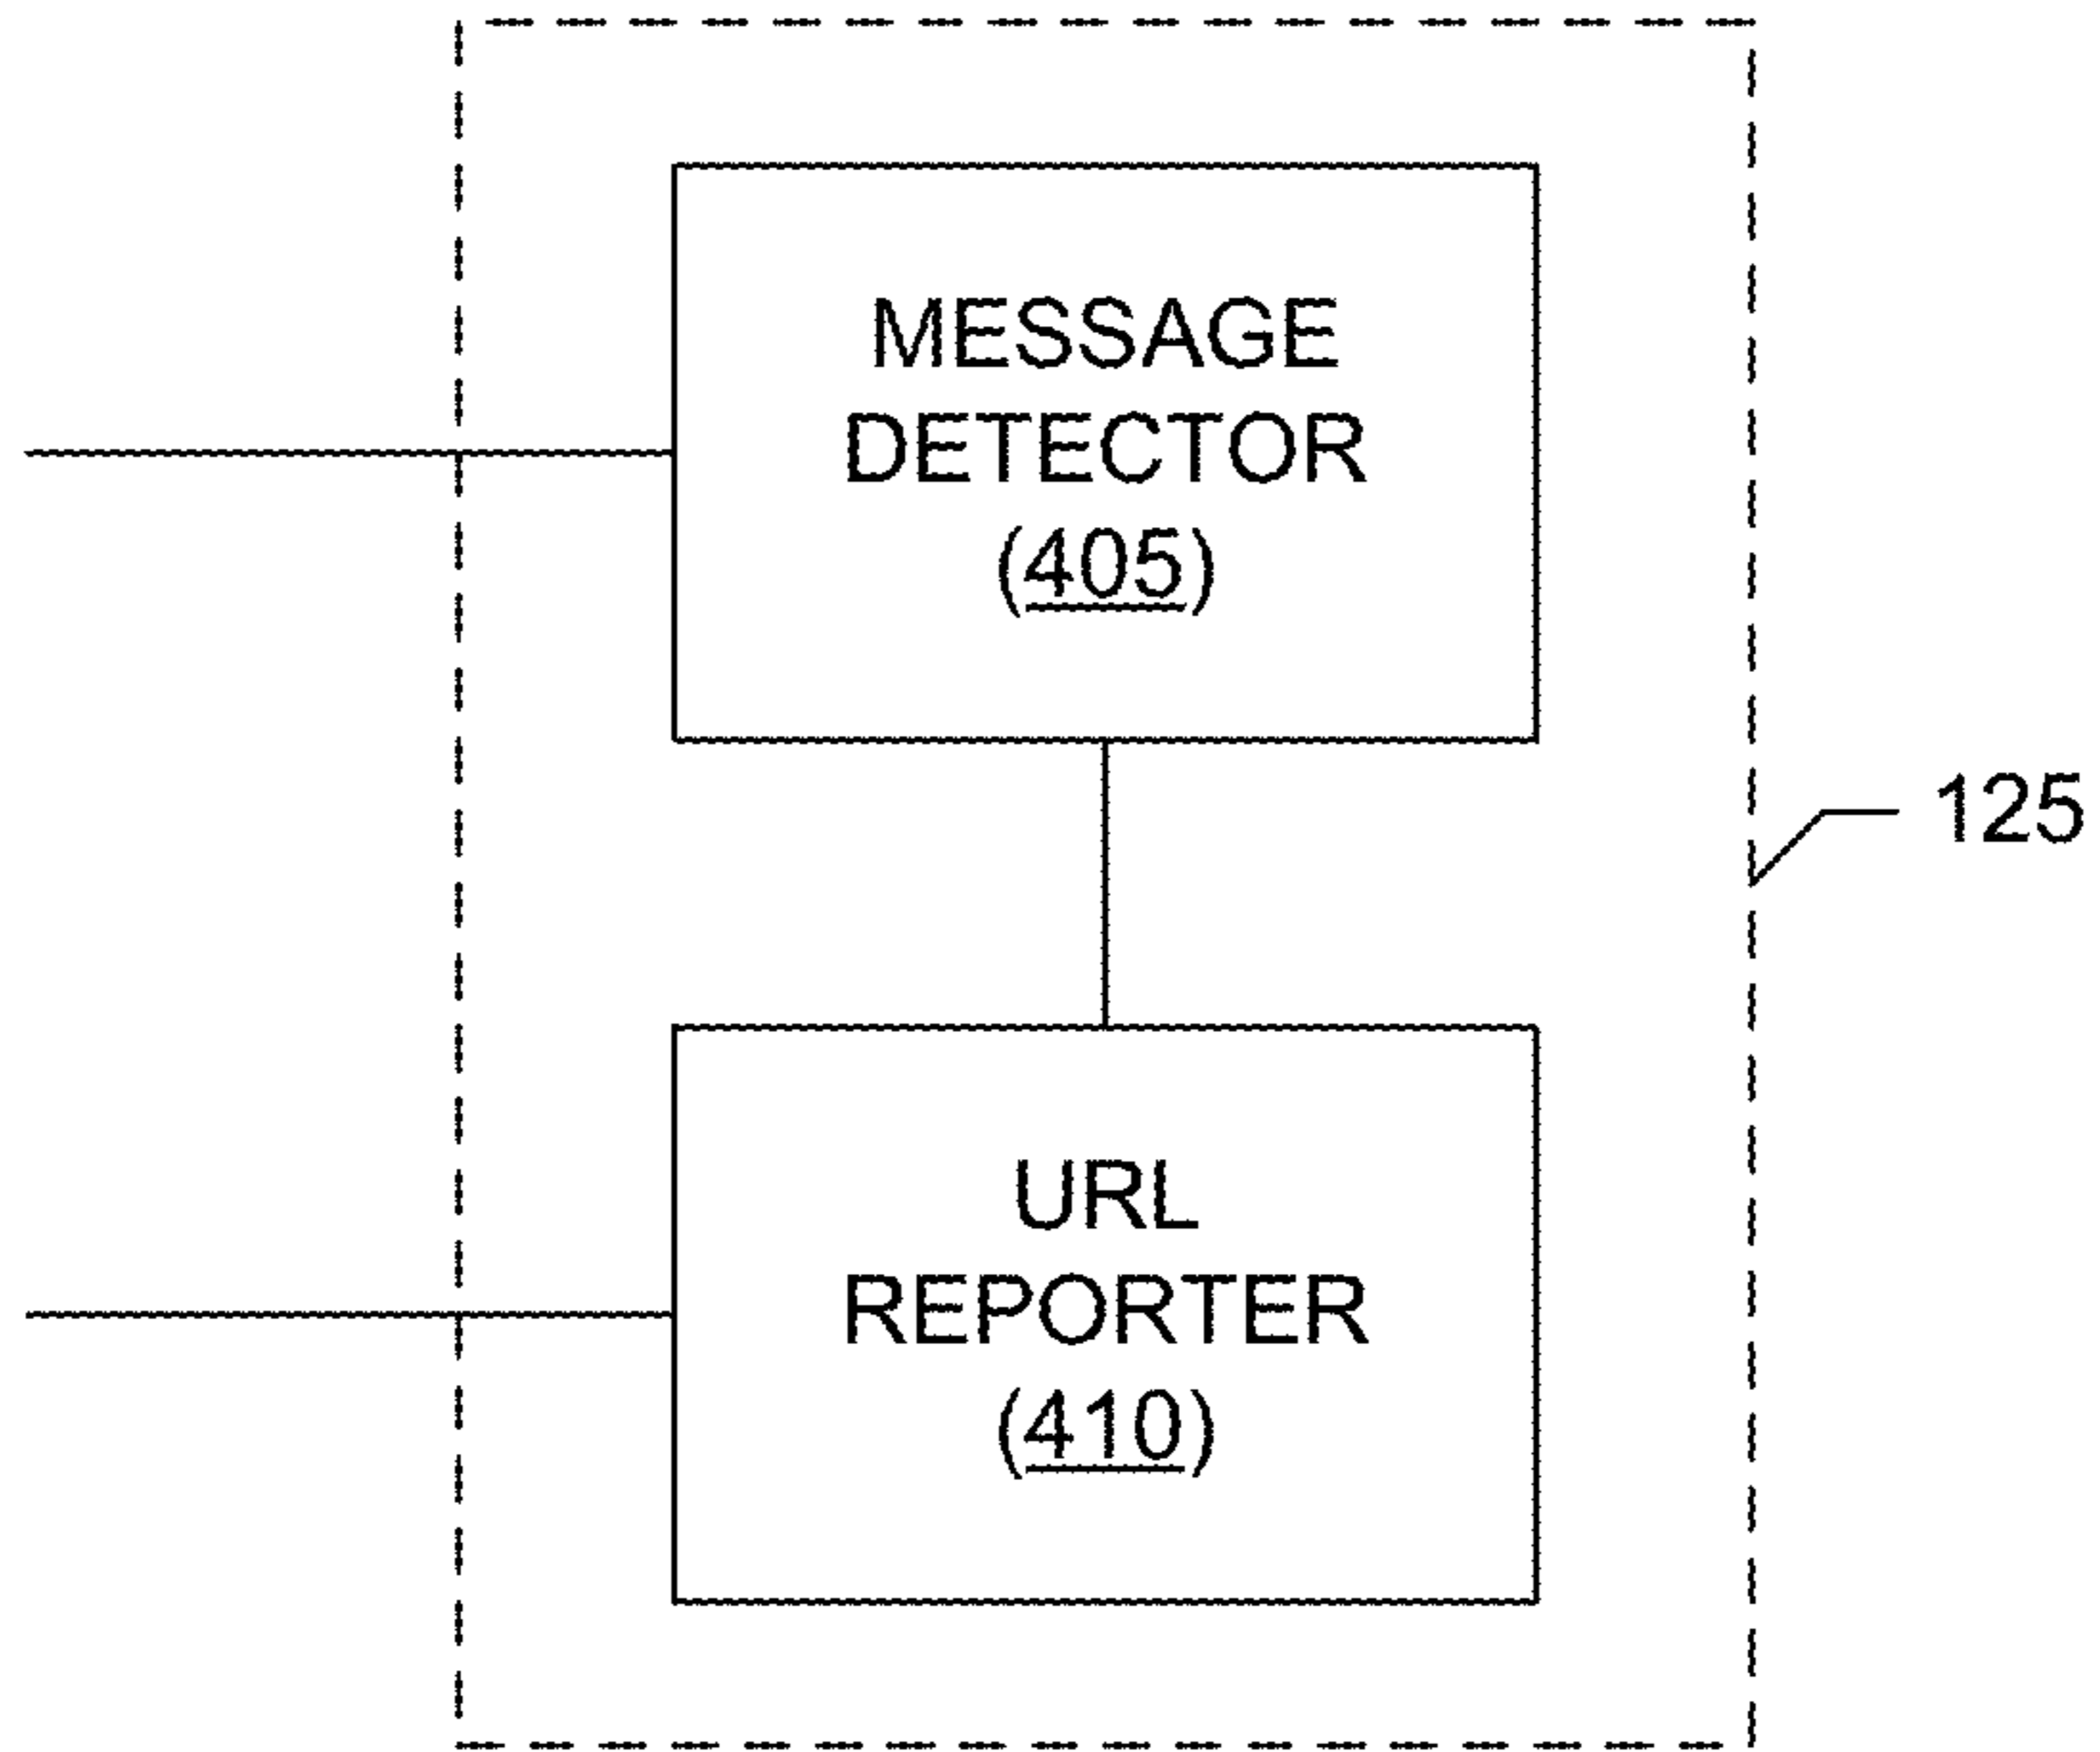 MESSAGE
DETECTOR
(405)
125
URL
REPORTER
(410)